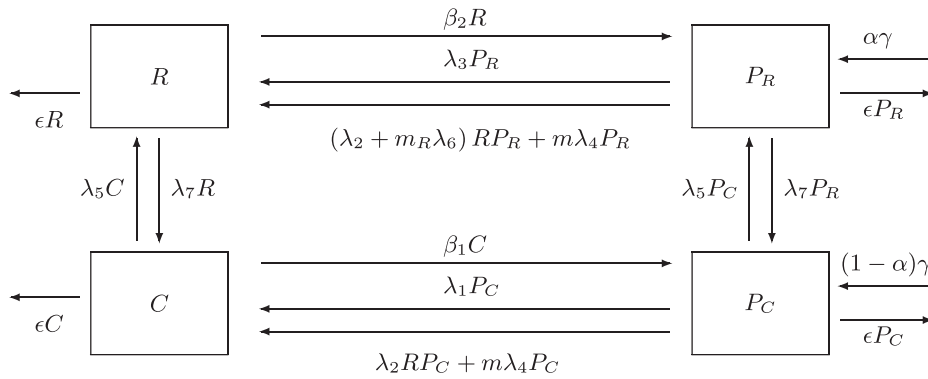 β₂R
λ₃P_R
αγ
R
P_R
ϵR
ϵP_R
(λ₂ + m_Rλ₆) RP_R + mλ₄P_R
λ₅C
λ₇R
λ₅P_C
λ₇P_R
β₁C
λ₁P_C
(1 − α)γ
C
P_C
ϵC
ϵP_C
λ₂RP_C + mλ₄P_C